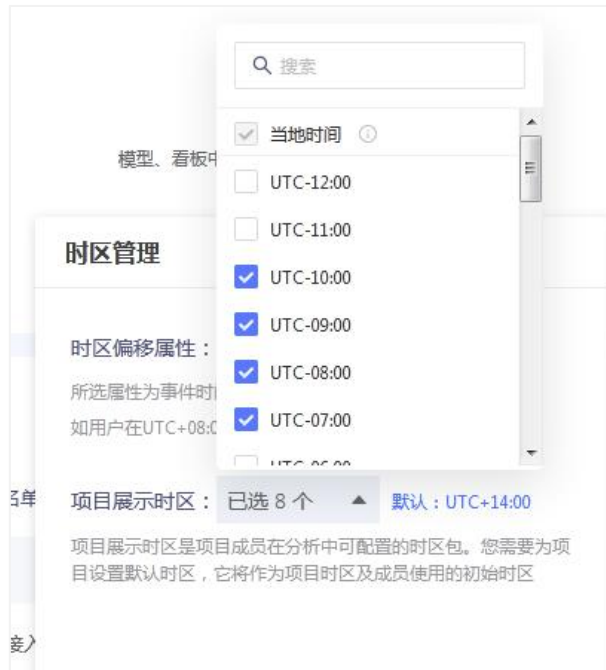 搜索
当地时间
模型、看板中
UTC-12:00
UTC-11:00
时区管理
UTC-10:00
UTC-09:00
时区偏移属性：
UTC-08:00
所选属性为事件时
如用户在UTC+08:0
UTC-07:00
名单
项目展示时区： 已选 8 个 默认：UTC+14:00
项目展示时区是项目成员在分析中可配置的时区包。您需要为项
目设置默认时区，它将作为项目时区及成员使用的初始时区
接入